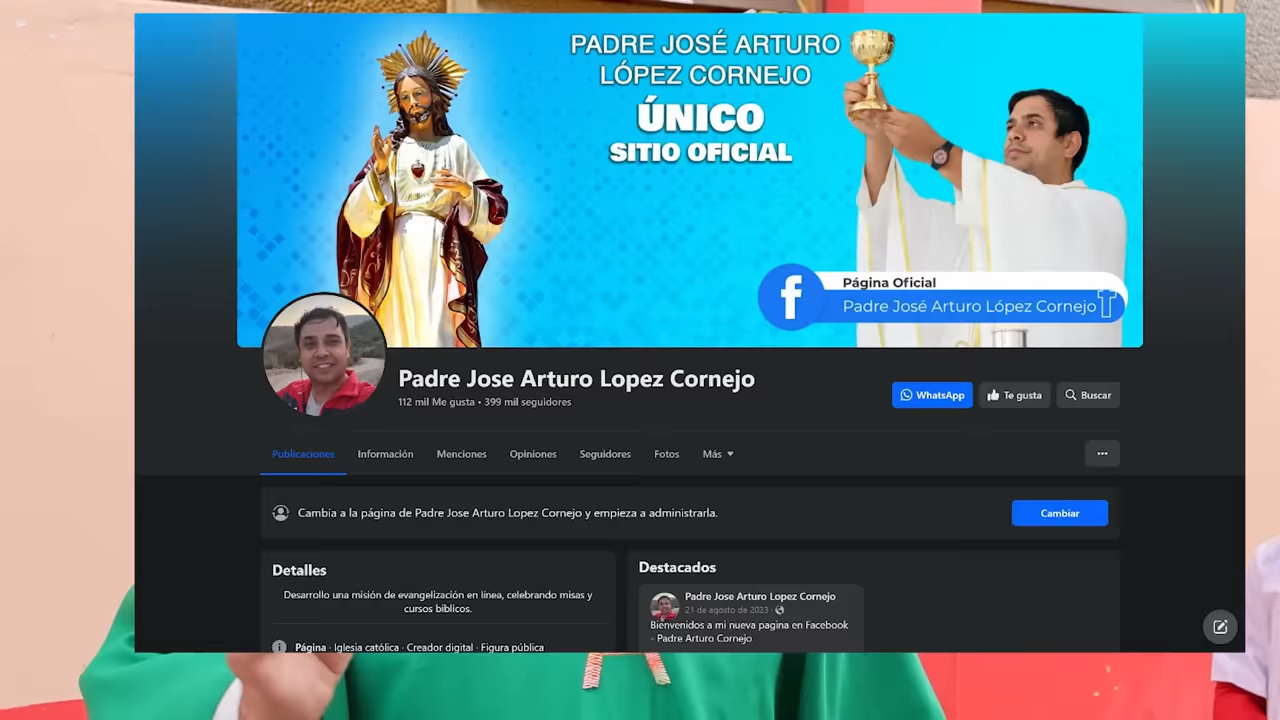 PADRE JOSÉ ARTURO
LÓPEZ CORNEJO
ÚNICO
SITIO OFICIAL
Página Oficial
Padre José Arturo López Cornejo
Padre Jose Arturo Lopez Cornejo
112 mil Me gusta • 399 mil seguidores
WhatsApp
Te gusta
Buscar
Publicaciones
Información
Menciones
Opiniones
Seguidores
Fotos
Más
Cambia a la página de Padre Jose Arturo Lopez Cornejo y empieza a administrarla.
Cambiar
Detalles
Desarrollo una misión de evangelización en línea, celebrando misas y
cursos bíblicos.
Página · Iglesia católica · Creador digital · Figura pública
Destacados
Padre Jose Arturo Lopez Cornejo
21 de agosto de 2023 ·
Bienvenidos a mi nueva pagina en Facebook
- Padre Arturo Cornejo